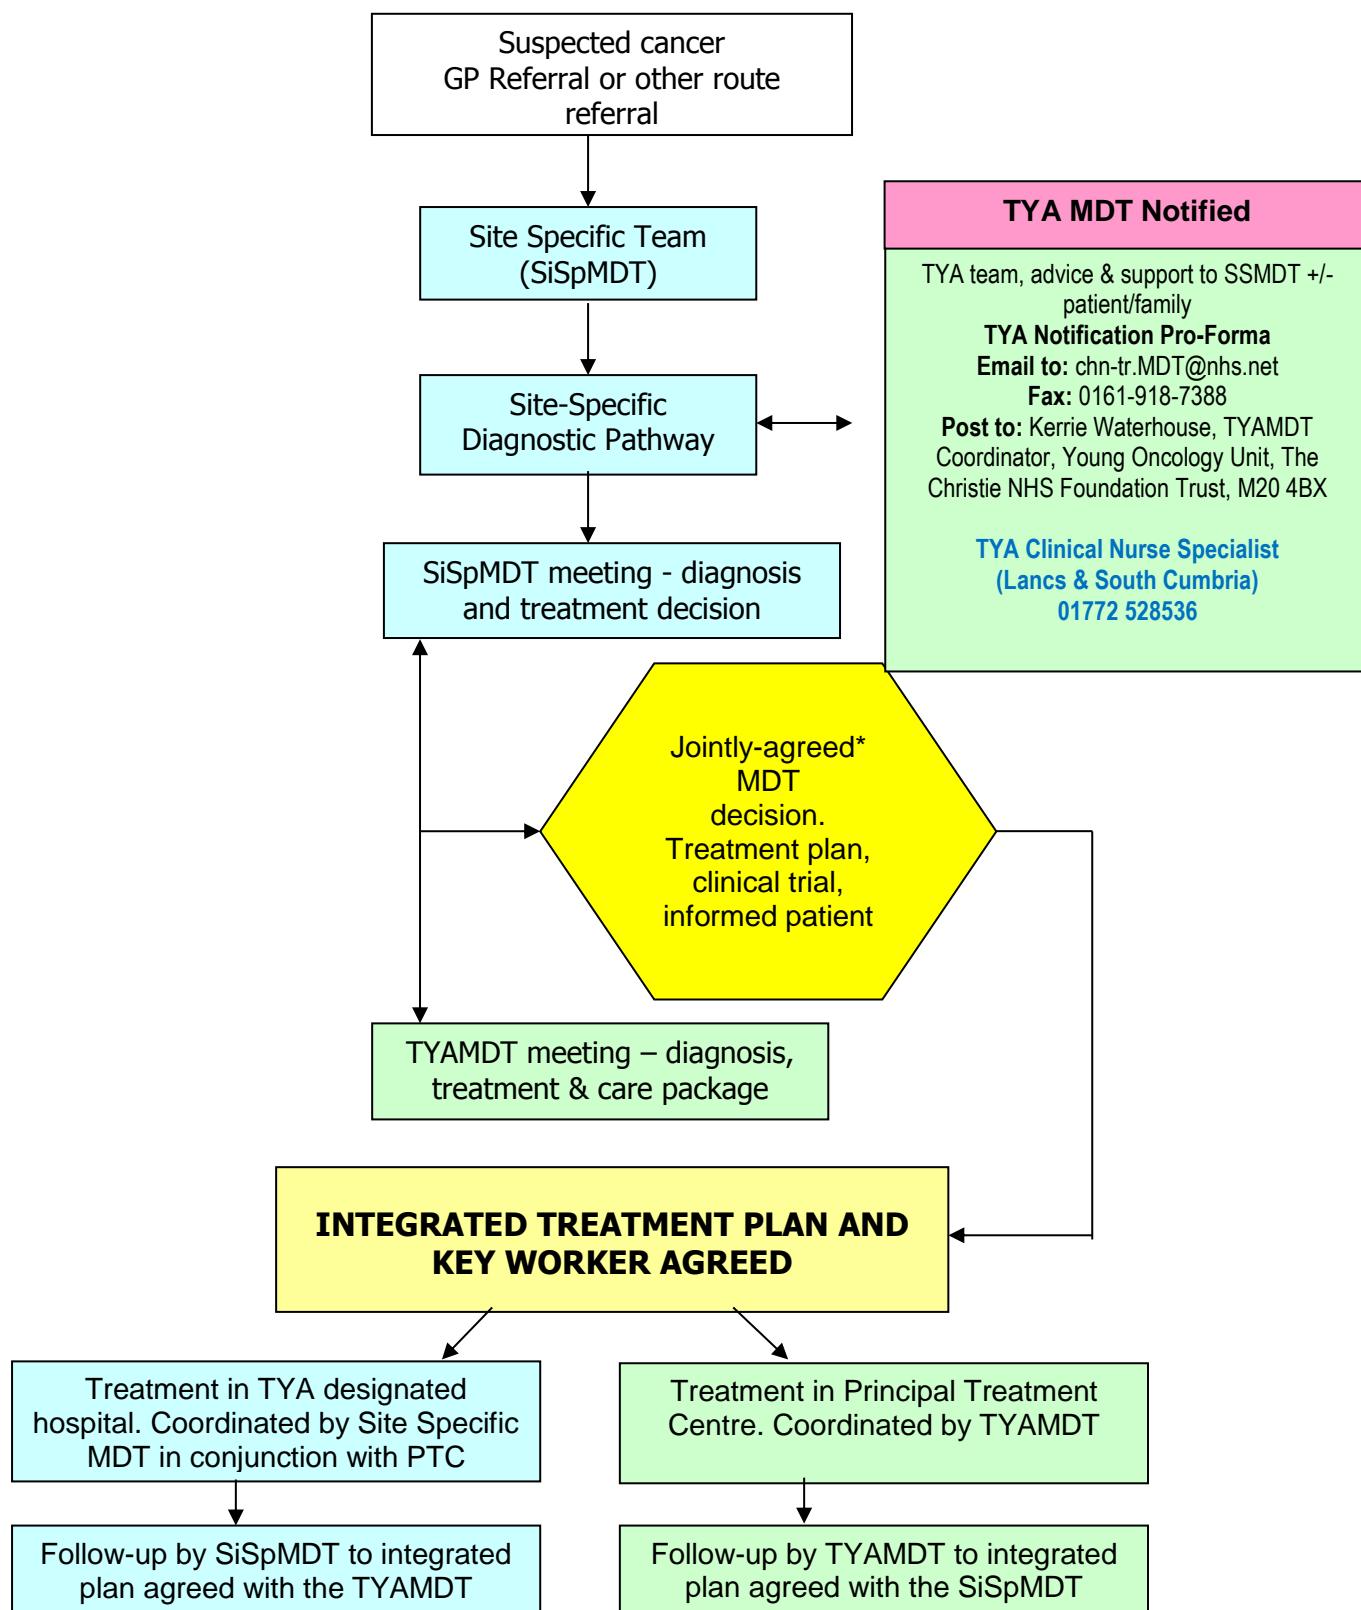 Suspected cancer
GP Referral or other route
referral
Site Specific Team
(SiSpMDT)
TYA MDT Notified
TYA team, advice & support to SSMDT +/-
patient/family
TYA Notification Pro-Forma
Email to: chn-tr.MDT@nhs.net
Fax: 0161-918-7388
Post to: Kerrie Waterhouse, TYAMDT
Coordinator, Young Oncology Unit, The
Christie NHS Foundation Trust, M20 4BX
TYA Clinical Nurse Specialist
(Lancs & South Cumbria)
01772 528536
Site-Specific
Diagnostic Pathway
SiSpMDT meeting - diagnosis
and treatment decision
Jointly-agreed*
MDT
decision.
Treatment plan,
clinical trial,
informed patient
TYAMDT meeting – diagnosis,
treatment & care package
INTEGRATED TREATMENT PLAN AND
KEY WORKER AGREED
Treatment in TYA designated
hospital. Coordinated by Site Specific
MDT in conjunction with PTC
Treatment in Principal Treatment
Centre. Coordinated by TYAMDT
Follow-up by SiSpMDT to integrated
plan agreed with the TYAMDT
Follow-up by TYAMDT to integrated
plan agreed with the SiSpMDT